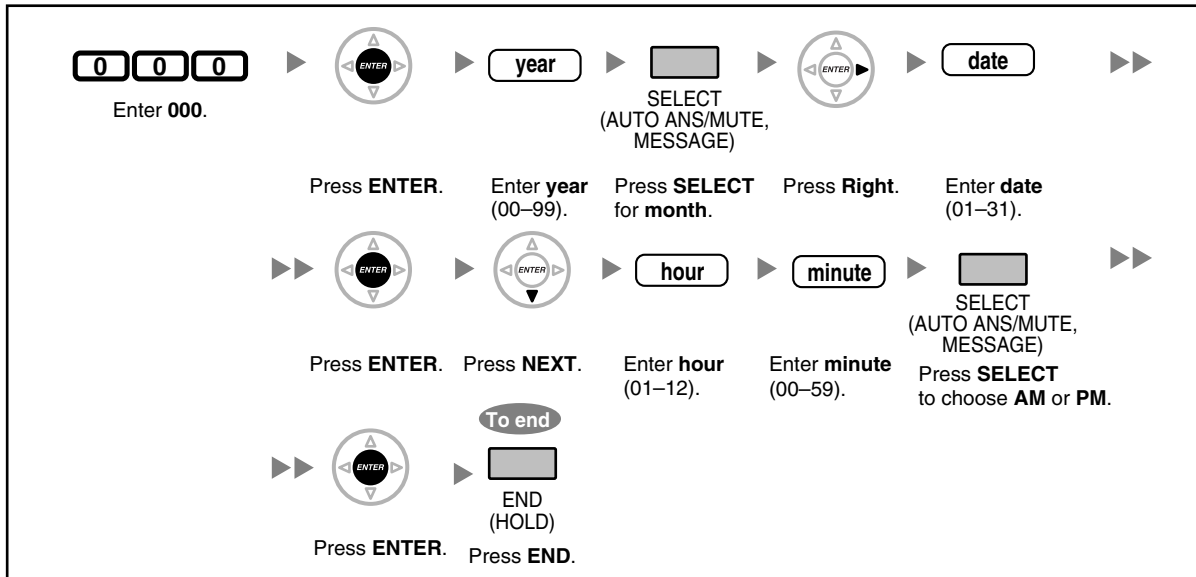 0 0 0
Enter 000.
ENTER
Press ENTER.
year
Enter year
(00–99).
SELECT
(AUTO ANS/MUTE,
MESSAGE)
Press SELECT
for month.
ENTER
Press Right.
date
Enter date
(01–31).
ENTER
Press ENTER.
ENTER
Press NEXT.
hour
Enter hour
(01–12).
minute
Enter minute
(00–59).
SELECT
(AUTO ANS/MUTE,
MESSAGE)
Press SELECT
to choose AM or PM.
ENTER
Press ENTER.
To end
END
(HOLD)
Press END.